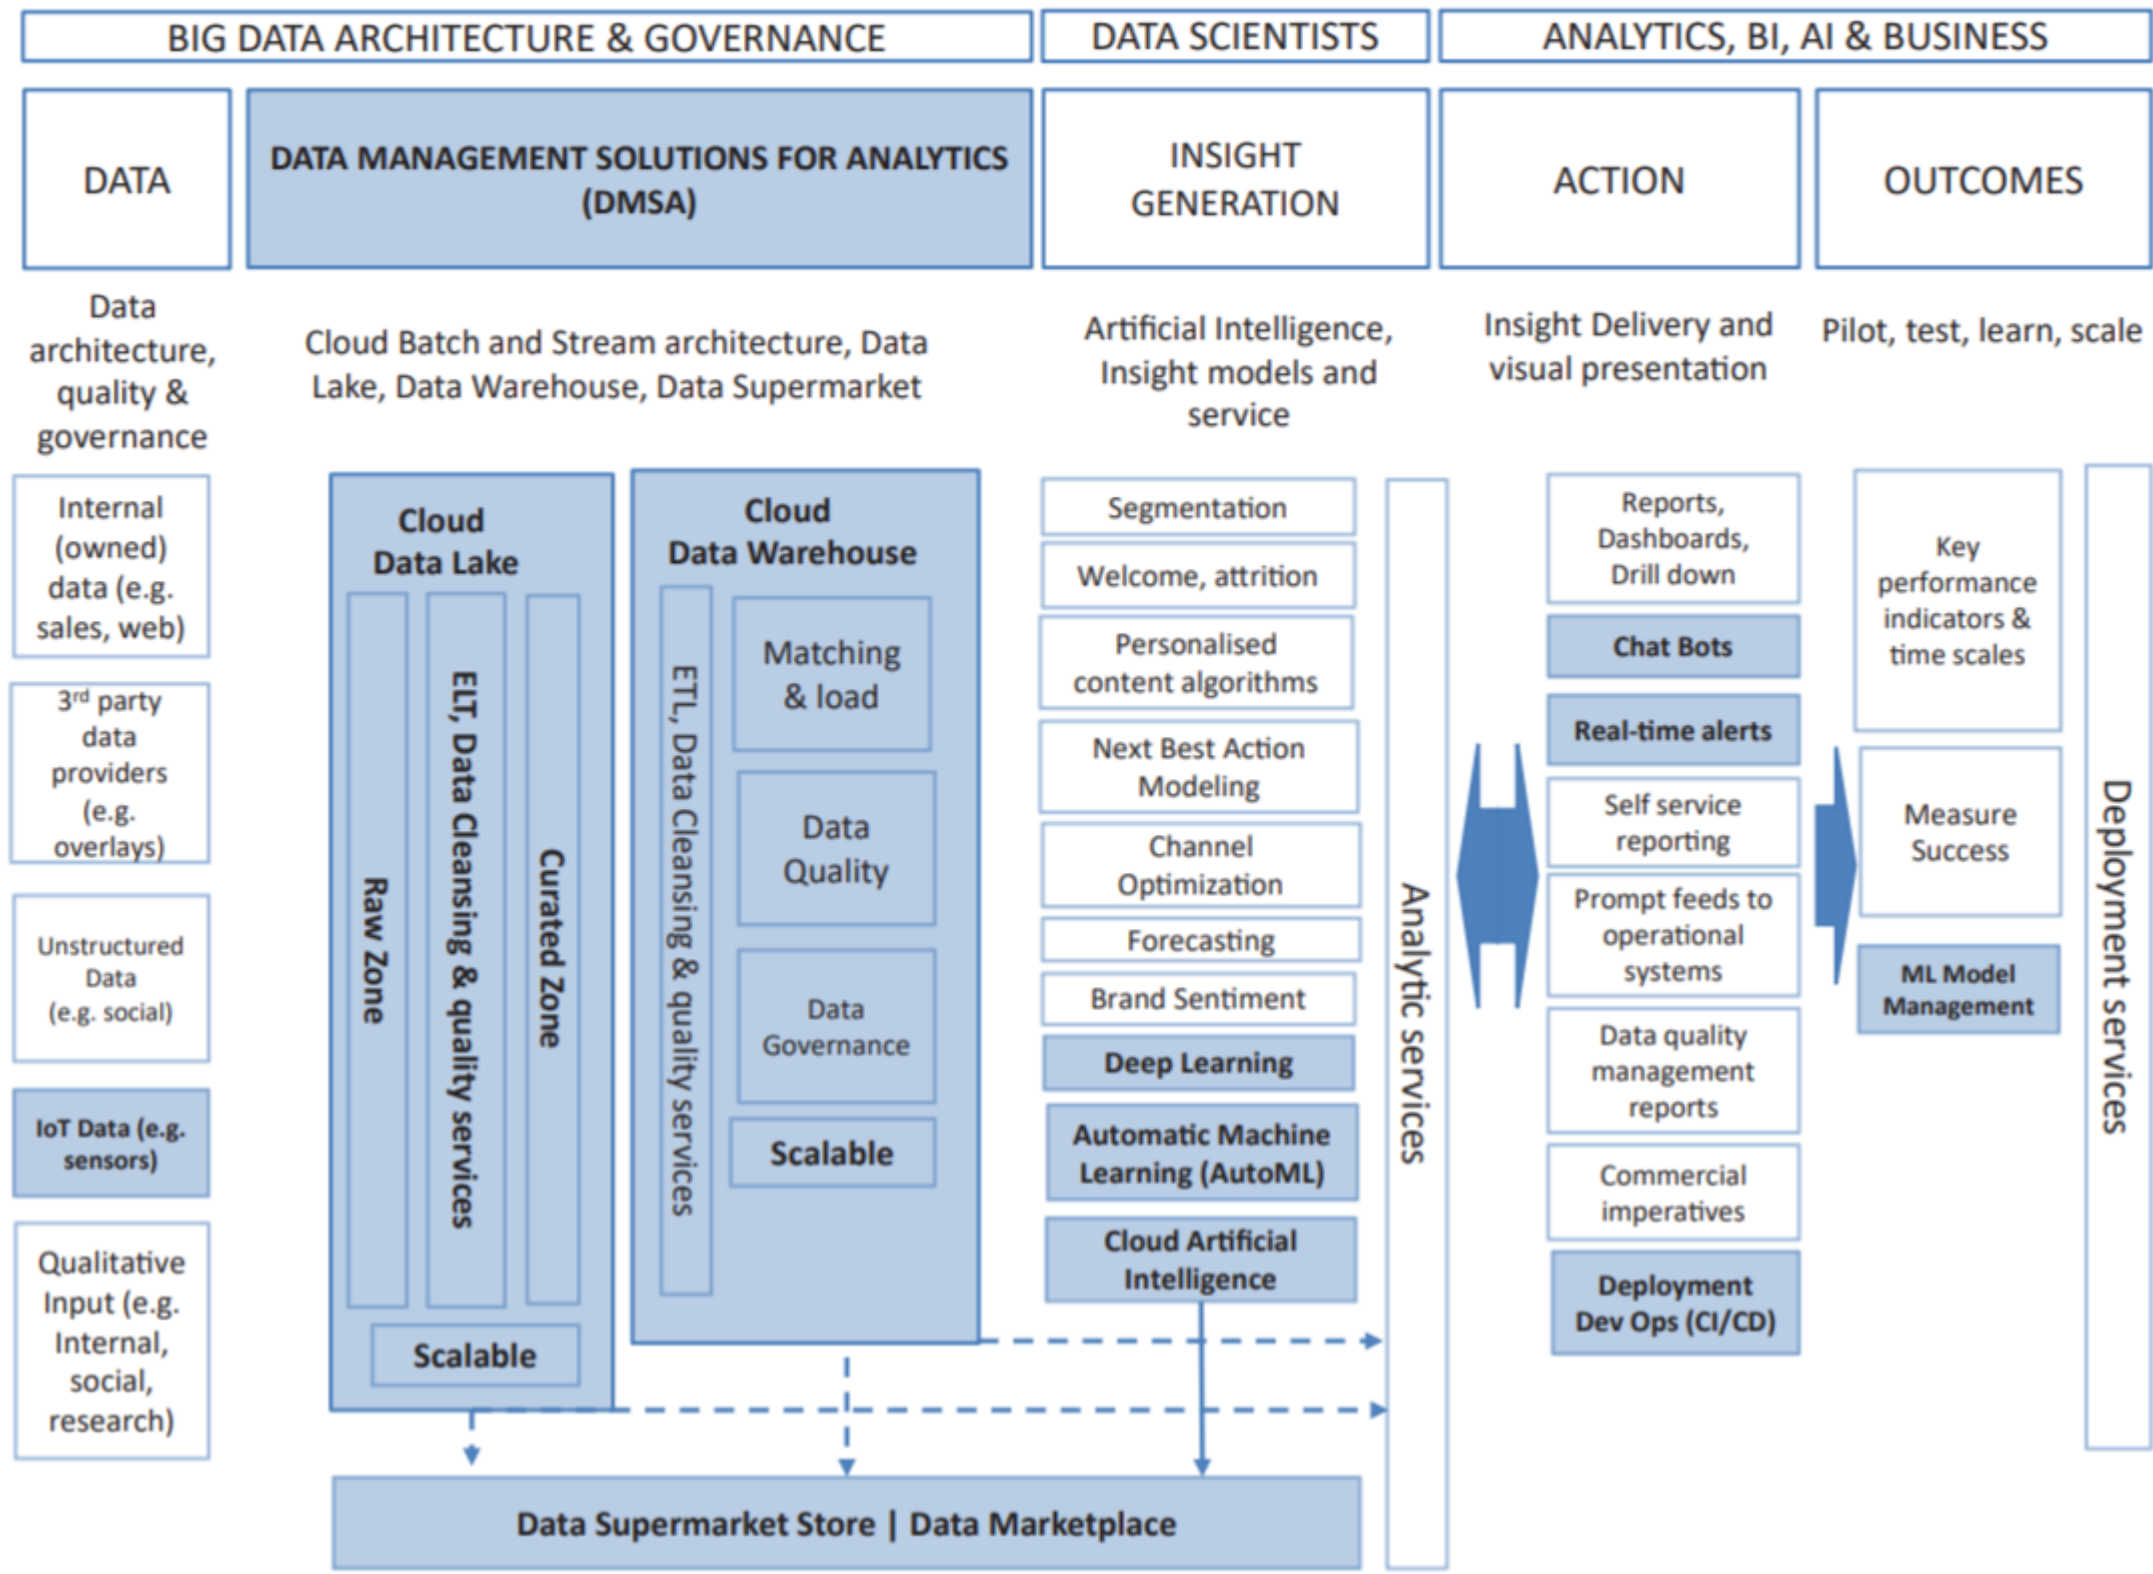 BIG DATA ARCHITECTURE & GOVERNANCE
DATA SCIENTISTS
ANALYTICS, BI, AI & BUSINESS
DATA
DATA MANAGEMENT SOLUTIONS FOR ANALYTICS
(DMSA)
INSIGHT
GENERATION
ACTION
OUTCOMES
Data
architecture,
quality &
governance
Cloud Batch and Stream architecture, Data
Lake, Data Warehouse, Data Supermarket
Artificial Intelligence,
Insight models and
service
Insight Delivery and
visual presentation
Pilot, test, learn, scale
Internal
(owned)
data (e.g.
sales, web)
3rd party
data
providers
(e.g.
overlays)
Unstructured
Data
(e.g. social)
IoT Data (e.g.
sensors)
Qualitative
Input (e.g.
Internal,
social,
research)
Cloud
Data Lake
Raw Zone
ELT, Data Cleansing & quality services
Curated Zone
Scalable
Cloud
Data Warehouse
ETL, Data Cleansing & quality services
Matching
& load
Data
Quality
Data
Governance
Scalable
Segmentation
Welcome, attrition
Personalised
content algorithms
Next Best Action
Modeling
Channel
Optimization
Forecasting
Brand Sentiment
Deep Learning
Automatic Machine
Learning (AutoML)
Cloud Artificial
Intelligence
Analytic services
Reports,
Dashboards,
Drill down
Chat Bots
Real-time alerts
Self service
reporting
Prompt feeds to
operational
systems
Data quality
management
reports
Commercial
imperatives
Deployment
Dev Ops (CI/CD)
Key
performance
indicators &
time scales
Measure
Success
ML Model
Management
Deployment services
Data Supermarket Store | Data Marketplace